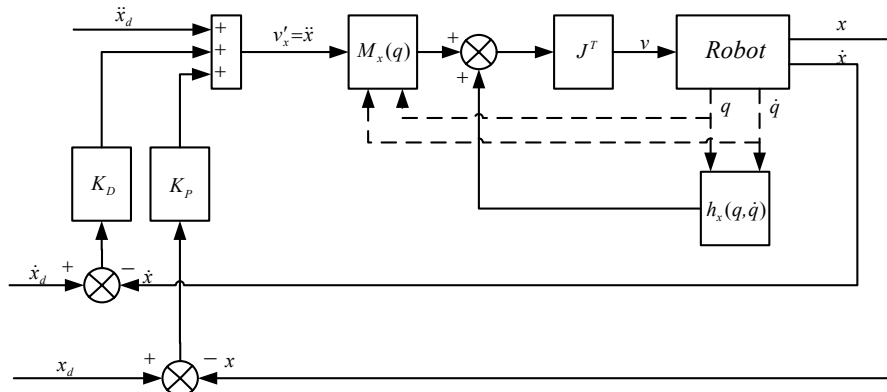 ẍ_d
+
+
+
v′_x=ẍ
M_x(q)
+
+
J^T
v
Robot
x
ẋ
q
q̇
K_D
K_P
h_x(q,q̇)
ẋ_d
+
−
ẋ
x_d
+
−
x